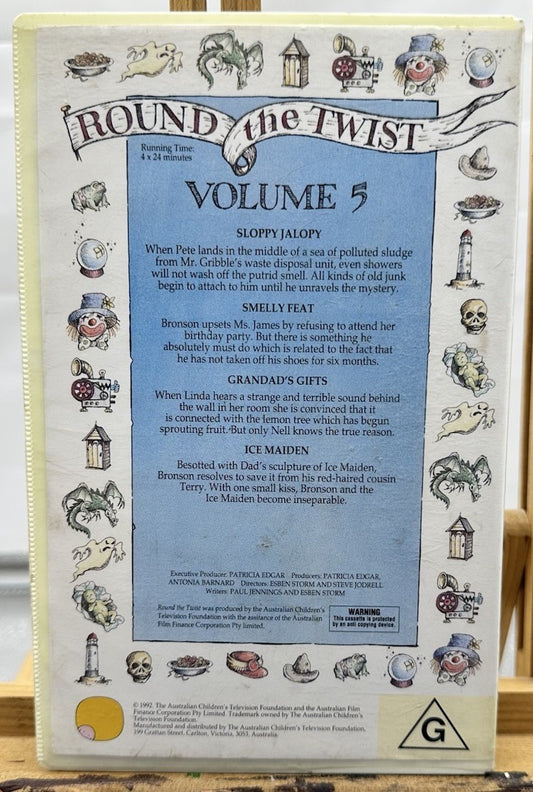 ROUND the TWIST
Running Time:
4 x 24 minutes
VOLUME 5
SLOPPY JALOPY
When Pete lands in the middle of a sea of polluted sludge
from Mr. Gribble's waste disposal unit, even showers
will not wash off the putrid smell. All kinds of old junk
begin to attach to him until he unravels the mystery.
SMELLY FEAT
Bronson upsets Ms. James by refusing to attend her
birthday party. But there is something he
absolutely must do which is related to the fact that
he has not taken off his shoes for six months.
GRANDAD'S GIFTS
When Linda hears a strange and terrible sound behind
the wall in her room she is convinced that it
is connected with the lemon tree which has begun
sprouting fruit. But only Nell knows the true reason.
ICE MAIDEN
Besotted with Dad's sculpture of Ice Maiden,
Bronson resolves to save it from his red-haired cousin
Terry. With one small kiss, Bronson and the
Ice Maiden become inseparable.
Executive Producer: PATRICIA EDGAR Producers: PATRICIA EDGAR,
ANTONIA BARNARD Directors: ESBEN STORM AND STEVE JODRELL
Writers: PAUL JENNINGS AND ESBEN STORM
Round the Twist was produced by the Australian Children's
Television Foundation with the assitance of the Australian
Film Finance Corporation Pty limited.
WARNING
This cassette is protected
by an anti copying device.
© 1992. The Australian Children's Television Foundation and the Australian Film
Finance Corporation Pty Limited Trademark owned by The Australian Children's
Television Foundation.
Manufactured and distributed by The Australian Children's Television Foundation,
199 Grattan Street, Carlton, Victoria, 3053, Australia.
G